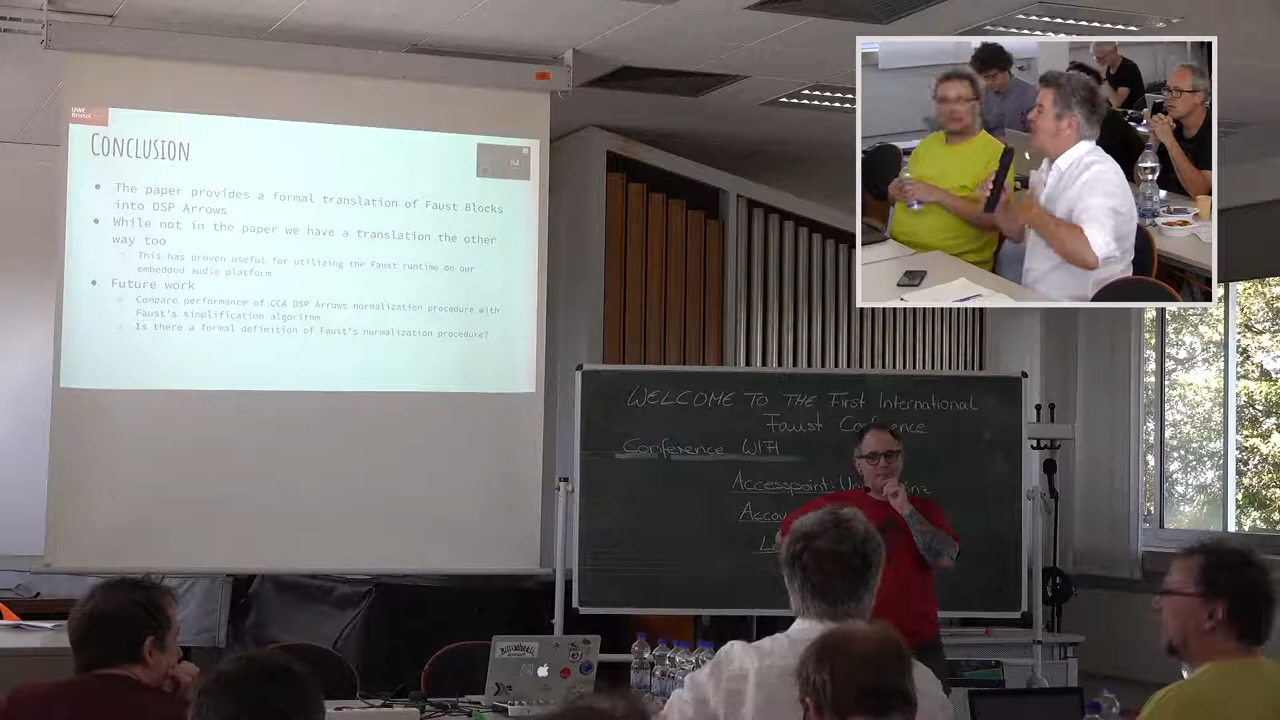 UWE
Bristol
CONCLUSION
The paper provides a formal translation of Faust Blocks
into DSP Arrows
While not in the paper we have a translation the other
way too
This has proven useful for utilizing the Faust runtime on our
embedded audio platform
Future work
Compare performance of CCA DSP Arrows normalization procedure with
Faust's simplification algorithm
Is there a formal definition of Faust's normalization procedure?
WELCOME TO THE First International
Faust
Conference WIFI
Accesspoint: